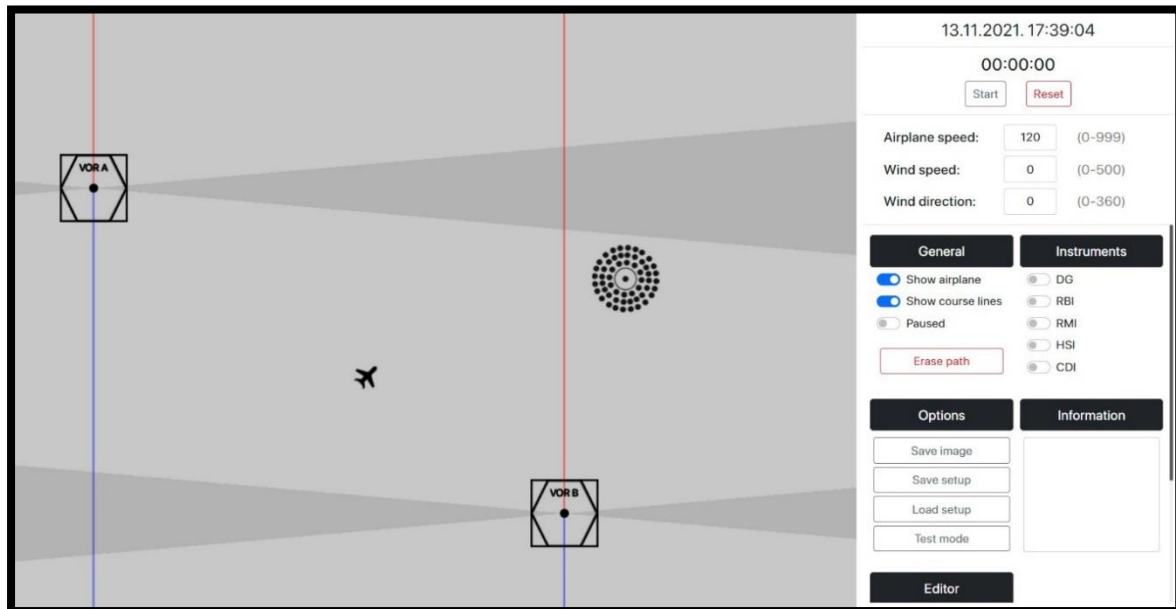 VOR A
VOR B
13.11.2021. 17:39:04
00:00:00
Start Reset
Airplane speed: 120 (0-999)
Wind speed: 0 (0-500)
Wind direction: 0 (0-360)
General Instruments
Show airplane DG
Show course lines RBI
Paused RMI
HSI
Erase path CDI
Options Information
Save image
Save setup
Load setup
Test mode
Editor